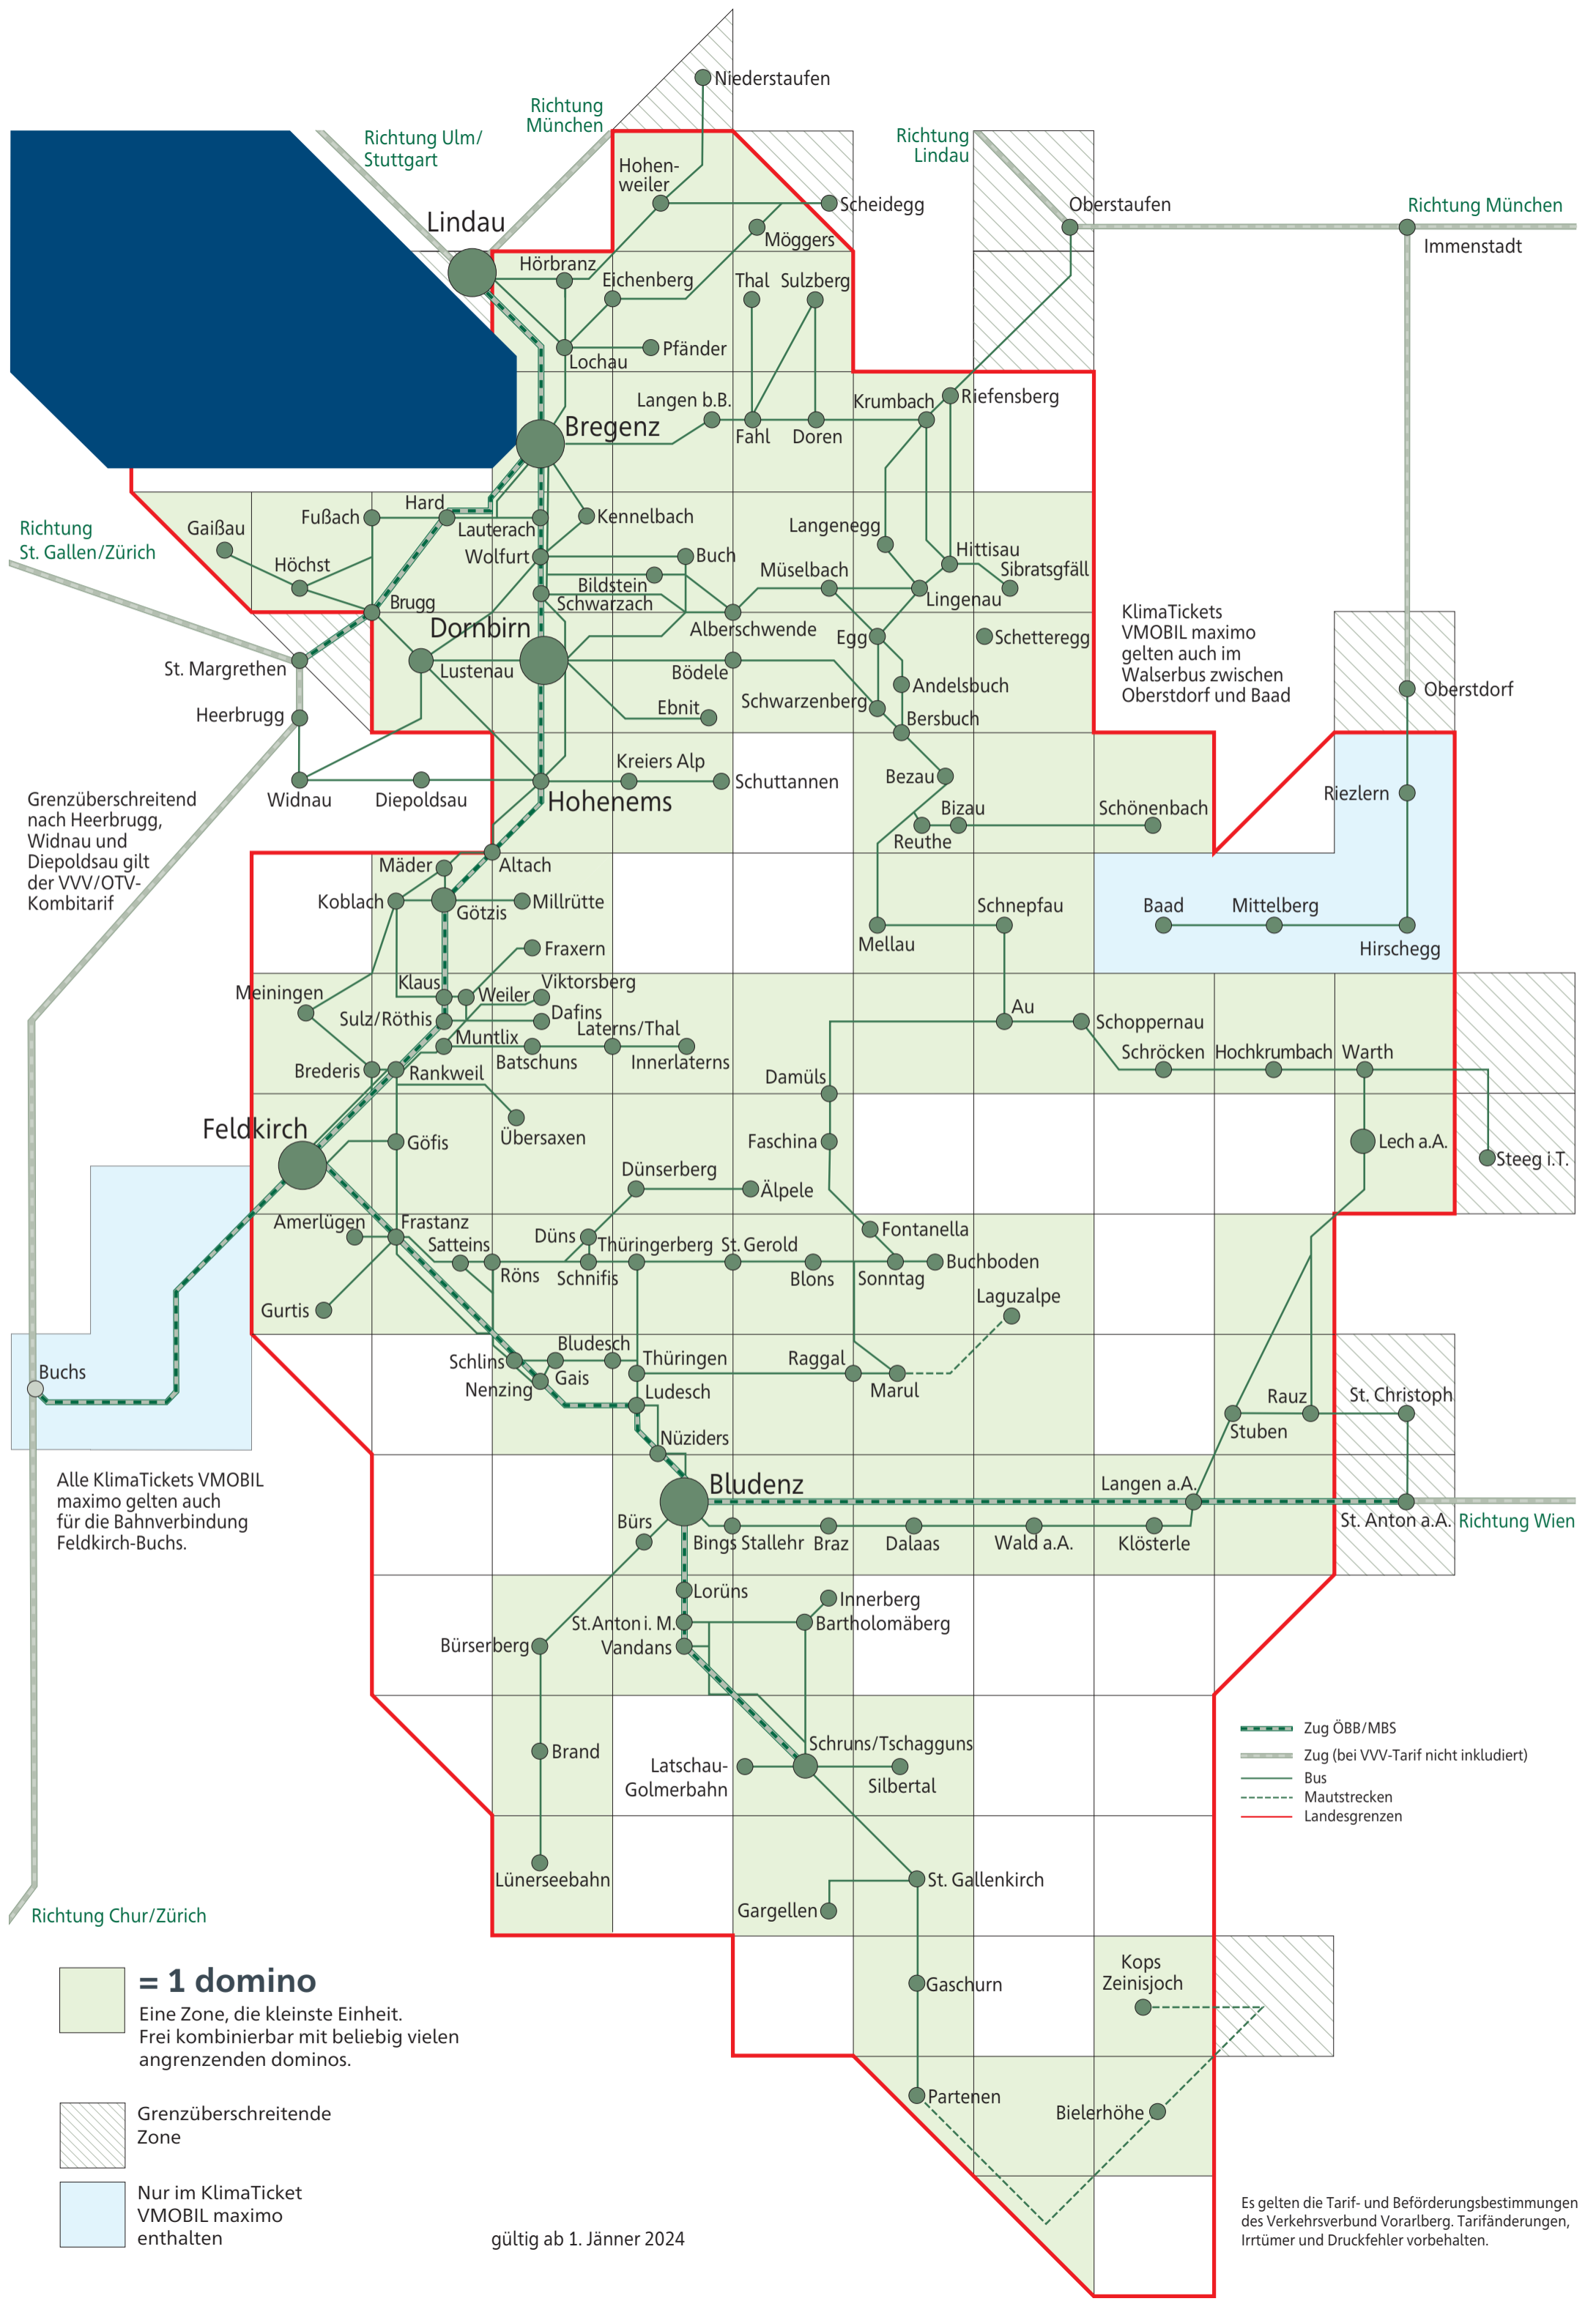 Niederstaufen
Richtung
München
Richtung Ulm/
Stuttgart
Richtung
Lindau
Hohen-
weiler
Scheidegg
Oberstaufen
Richtung München
Lindau
Möggers
Immenstadt
Hörbranz
Eichenberg
Thal
Sulzberg
Pfänder
Lochau
Langen b.B.
Krumbach
Riefensberg
Bregenz
Fahl
Doren
Hard
Fußach
Lauterach
Kennelbach
Gaißau
Langenegg
Richtung
St. Gallen/Zürich
Höchst
Wolfurt
Buch
Hittisau
Müselbach
Sibratsgfäll
Bildstein
Schwarzach
Lingenau
Brugg
Dornbirn
Alberschwende
Egg
Schetteregg
KlimaTickets
VMOBIL maximo
gelten auch im
Walserbus zwischen
Oberstdorf und Baad
St. Margrethen
Lustenau
Bödele
Andelsbuch
Oberstdorf
Schwarzenberg
Heerbrugg
Ebnit
Bersbuch
Kreiers Alp
Bezau
Schuttannen
Widnau
Diepoldsau
Hohenems
Riezlern
Bizau
Schönenbach
Reuthe
Grenzüberschreitend
nach Heerbrugg,
Widnau und
Diepoldsau gilt
der VVV/OTV-
Kombitarif
Mäder
Altach
Koblach
Götzis
Millrütte
Schnepfau
Baad
Mittelberg
Mellau
Hirschegg
Fraxern
Klaus
Weiler
Viktorsberg
Meiningen
Sulz/Röthis
Dafins
Au
Schoppernau
Muntlix
Laterns/Thal
Batschuns
Innerlaterns
Schröcken
Hochkrumbach
Warth
Brederis
Rankweil
Damüls
Feldkirch
Übersaxen
Göfis
Faschina
Lech a.A.
Steeg i.T.
Dünserberg
Älpele
Amerlügen
Frastanz
Satteins
Düns
Thüringerberg
St. Gerold
Fontanella
Röns
Schnifis
Blons
Sonntag
Buchboden
Gurtis
Laguzalpe
Bludesch
Schlins
Thüringen
Raggal
Buchs
Gais
Nenzing
Marul
Ludesch
Rauz
St. Christoph
Stuben
Nüziders
Alle KlimaTickets VMOBIL
maximo gelten auch
für die Bahnverbindung
Feldkirch-Buchs.
Bludenz
Langen a.A.
Bürs
St. Anton a.A.
Richtung Wien
Bings
Stallehr
Braz
Dalaas
Wald a.A.
Klösterle
Lorüns
Innerberg
St. Anton i. M.
Bartholomäberg
Bürserberg
Vandans
Zug ÖBB/MBS
Brand
Schruns/Tschagguns
Zug (bei VVV-Tarif nicht inkludiert)
Latschau-
Golmerbahn
Silbertal
Bus
Mautstrecken
Landesgrenzen
Lünerseebahn
St. Gallenkirch
Gargellen
Richtung Chur/Zürich
Kops
Zeinisjoch
Gaschurn
= 1 domino
Eine Zone, die kleinste Einheit.
Frei kombinierbar mit beliebig vielen
angrenzenden dominos.
Partenen
Bielerhöhe
Grenzüberschreitende
Zone
Nur im KlimaTicket
VMOBIL maximo
enthalten
gültig ab 1. Jänner 2024
Es gelten die Tarif- und Beförderungsbestimmungen
des Verkehrsverbund Vorarlberg. Tarifänderungen,
Irrtümer und Druckfehler vorbehalten.